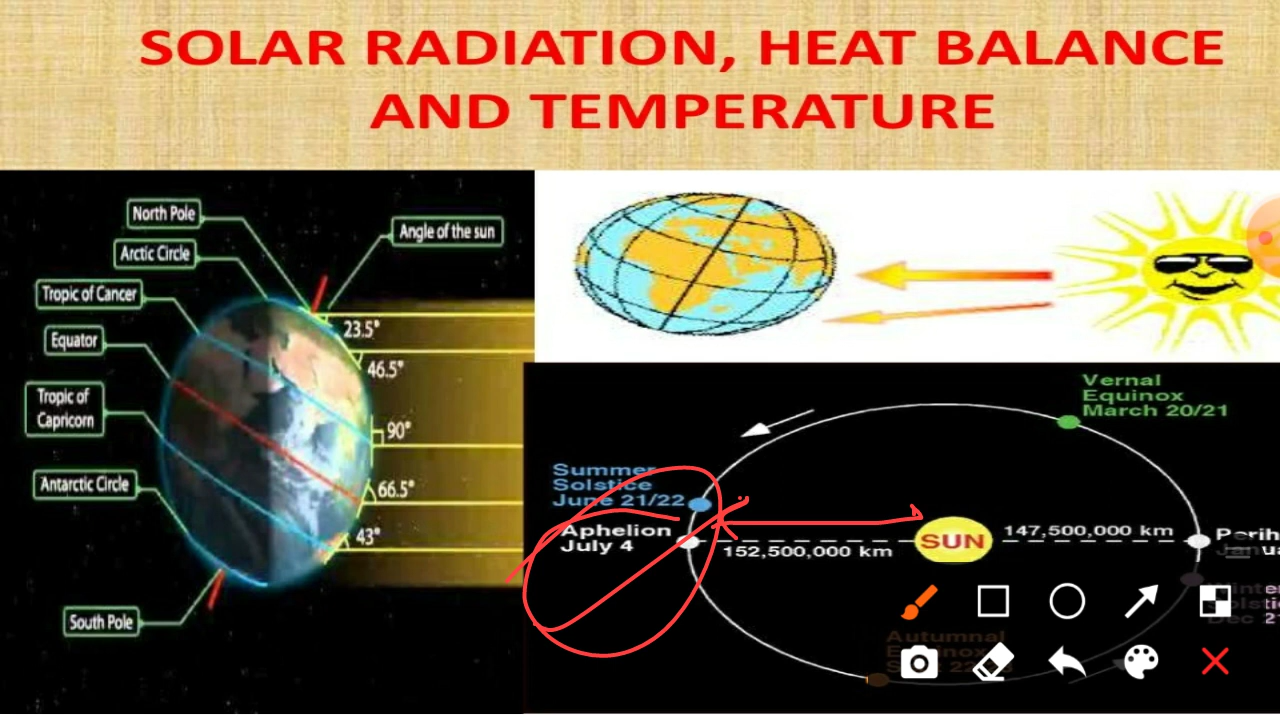 SOLAR RADIATION, HEAT BALANCE
AND TEMPERATURE
North Pole
Arctic Circle
Tropic of Cancer
Equator
Tropic of
Capricorn
Antarctic Circle
South Pole
Angle of the sun
23.5°
46.5°
90°
66.5°
43°
Vernal
Equinox
March 20/21
Summer
Solstice
June 21/22
Aphelion
July 4
152,500,000 km
SUN
147,500,000 km
Perih
Janua
Autumnal